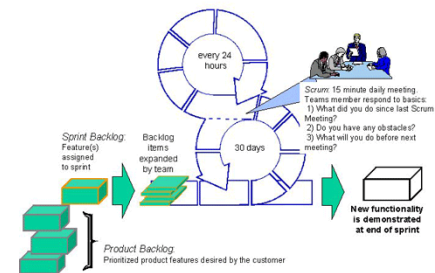 every 24
hours
Scrum: 15 minute daily meeting.
Teams member respond to basics:
1) What did you do since last Scrum
Meeting?
2) Do you have any obstacles?
3) What will you do before next
meeting?
Sprint Backlog:
Feature(s)
assigned
to sprint
Backlog
items
expanded
by team
30 days
New functionality
is demonstrated
at end of sprint
Product Backlog:
Prioritized product features desired by the customer